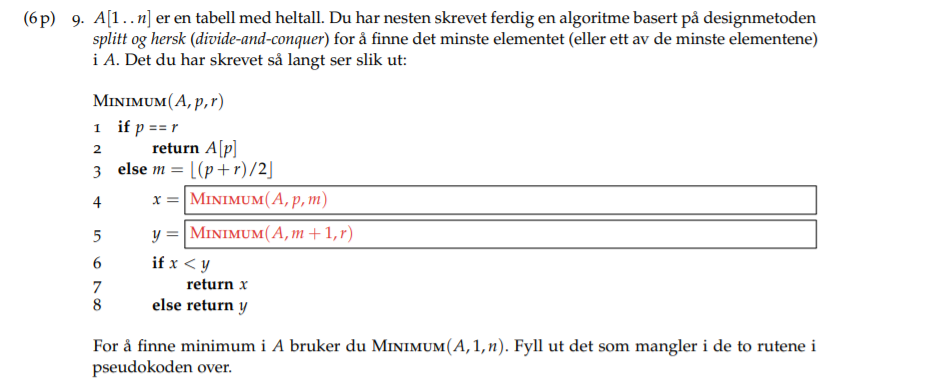 (6 p) 9. A[1 . . n] er en tabell med heltall. Du har nesten skrevet ferdig en algoritme basert på designmetoden
splitt og hersk (divide-and-conquer) for å finne det minste elementet (eller ett av de minste elementene)
i A. Det du har skrevet så langt ser slik ut:
MINIMUM(A, p, r)
1 if p == r
2 return A[p]
3 else m = ⌊(p + r)/2⌋
4 x = MINIMUM(A, p, m)
5 y = MINIMUM(A, m + 1, r)
6 if x < y
7 return x
8 else return y
For å finne minimum i A bruker du MINIMUM(A, 1, n). Fyll ut det som mangler i de to rutene i
pseudokoden over.